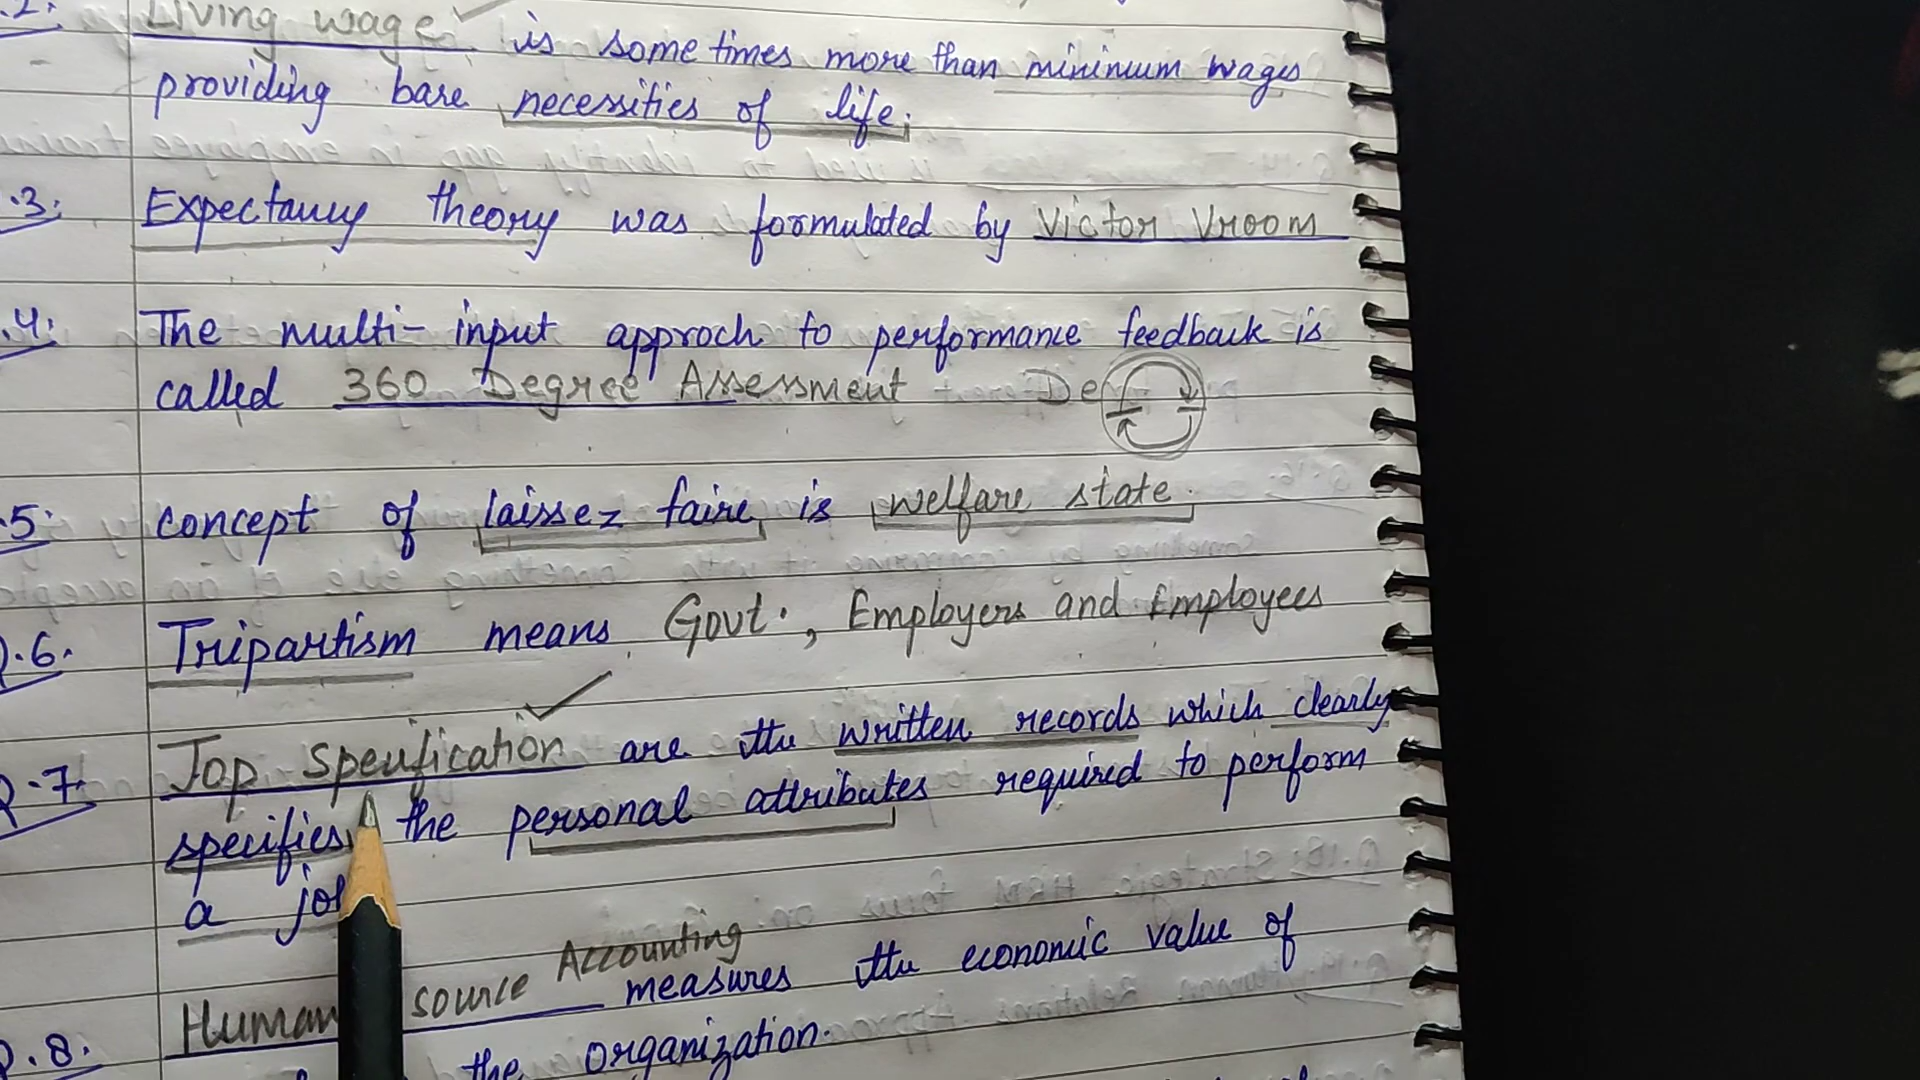 Living wage is some times more than mininum wages
providing bare necessities of life.
.3. Expectancy theory was formulated by Victor Vroom
.4. The multi-input approch to performance feedback is
called 360 Degree Assessment De
.5. concept of laissez faire is welfare state.
Q.6. Tripartism means Govt., Employers and Employees
Q.7. Jop Specification are the written records which clearly
specifies the personal attributes required to perform
a job
Q.8. Human source Accounting measures the economic value of
the organization.